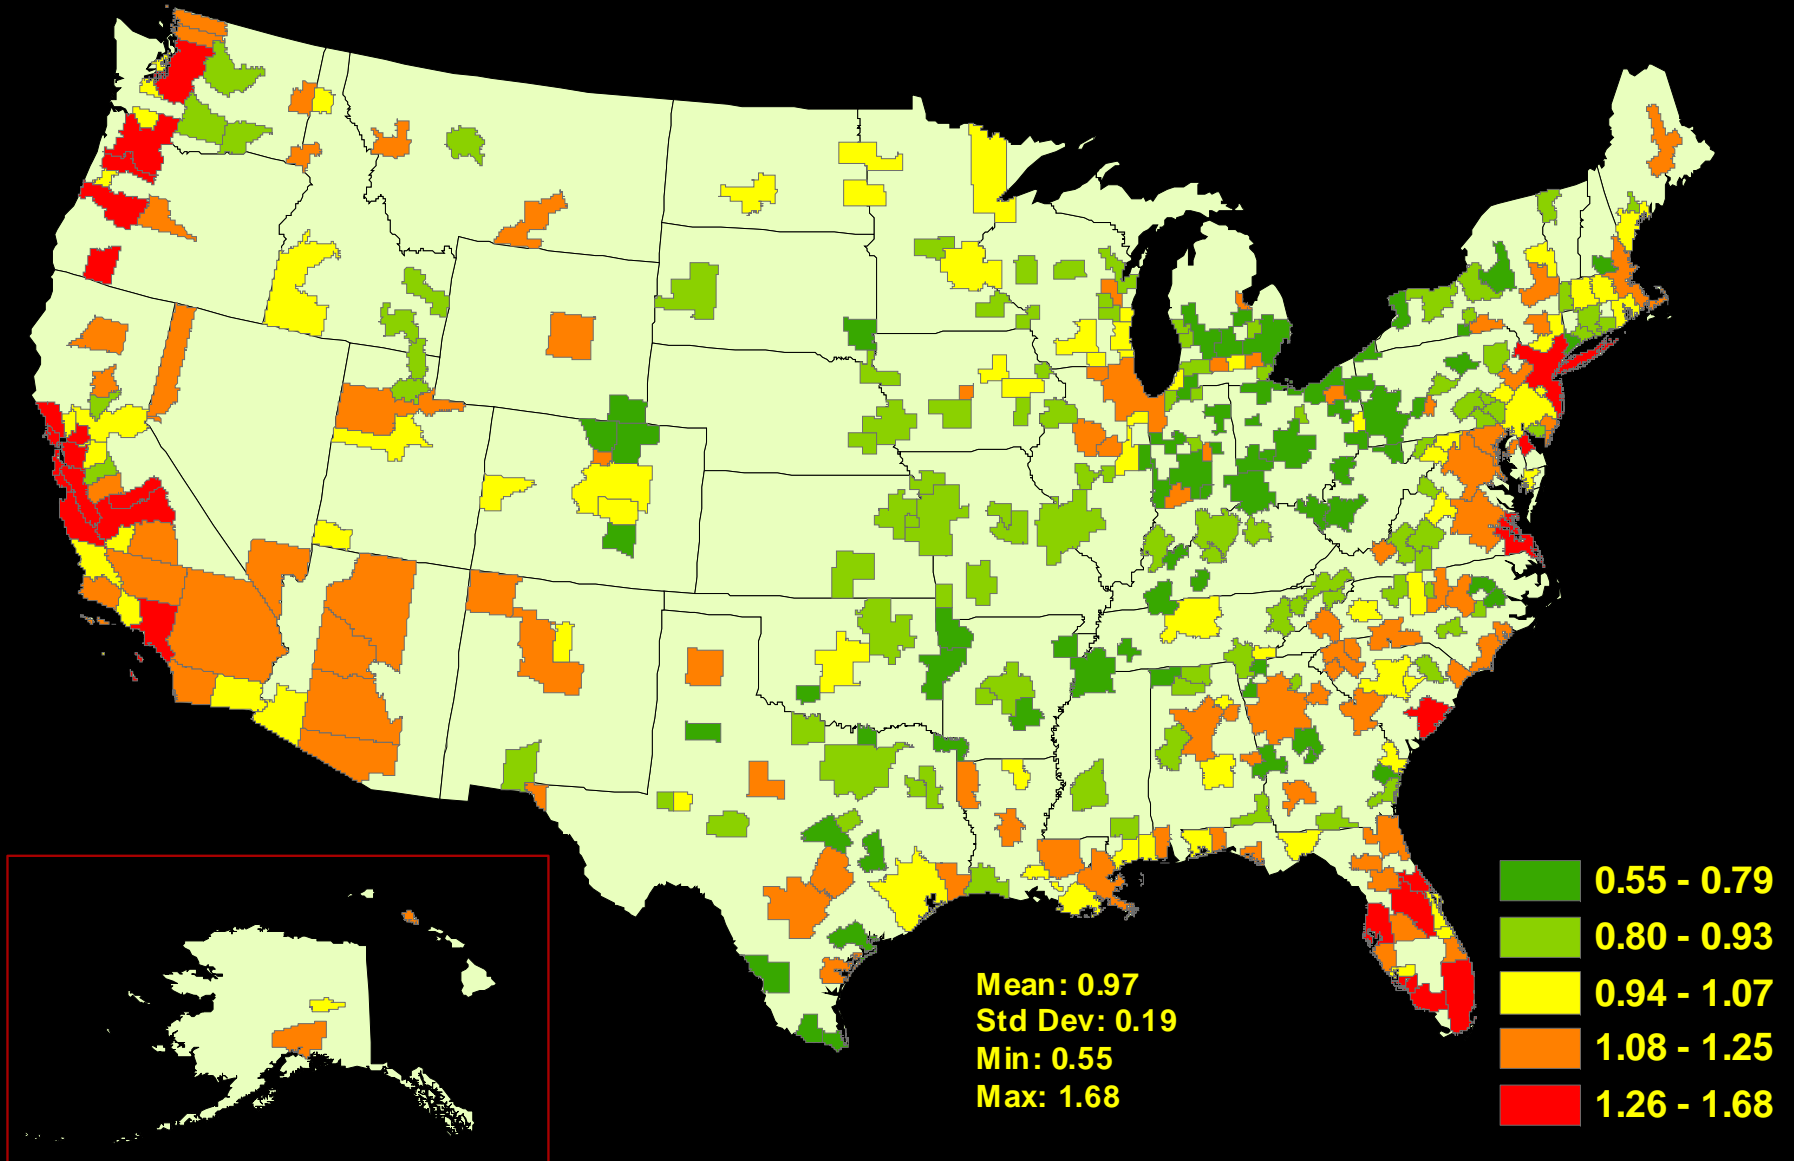 0.55 - 0.79
0.80 - 0.93
0.94 - 1.07
1.08 - 1.25
1.26 - 1.68
Mean: 0.97
Std Dev: 0.19
Min: 0.55
Max: 1.68